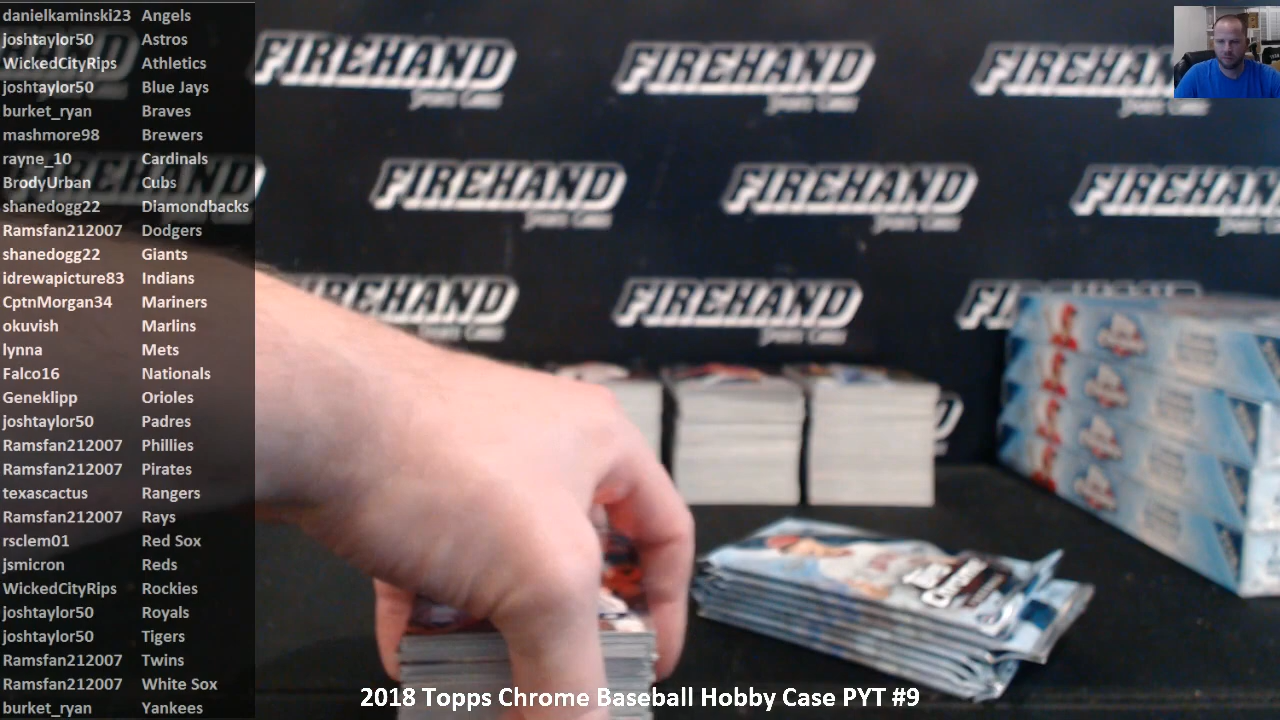 danielkaminski23 Angels
joshtaylor50 Astros
WickedCityRips Athletics
joshtaylor50 Blue Jays
burket_ryan Braves
mashmore98 Brewers
rayne_10 Cardinals
BrodyUrban Cubs
shanedogg22 Diamondbacks
Ramsfan212007 Dodgers
shanedogg22 Giants
idrewapicture83 Indians
CptnMorgan34 Mariners
okuvish Marlins
lynna Mets
Falco16 Nationals
Geneklipp Orioles
joshtaylor50 Padres
Ramsfan212007 Phillies
Ramsfan212007 Pirates
texascactus Rangers
Ramsfan212007 Rays
rsclem01 Red Sox
jsmicron Reds
WickedCityRips Rockies
joshtaylor50 Royals
joshtaylor50 Tigers
Ramsfan212007 Twins
Ramsfan212007 White Sox
burket_ryan Yankees
FIREHAND FIREHAND FIREHAND
FIREHAND FIREHAND FIREHAND
FIREHAND FIREHAND
Chrome
2018 Topps Chrome Baseball Hobby Case PYT #9